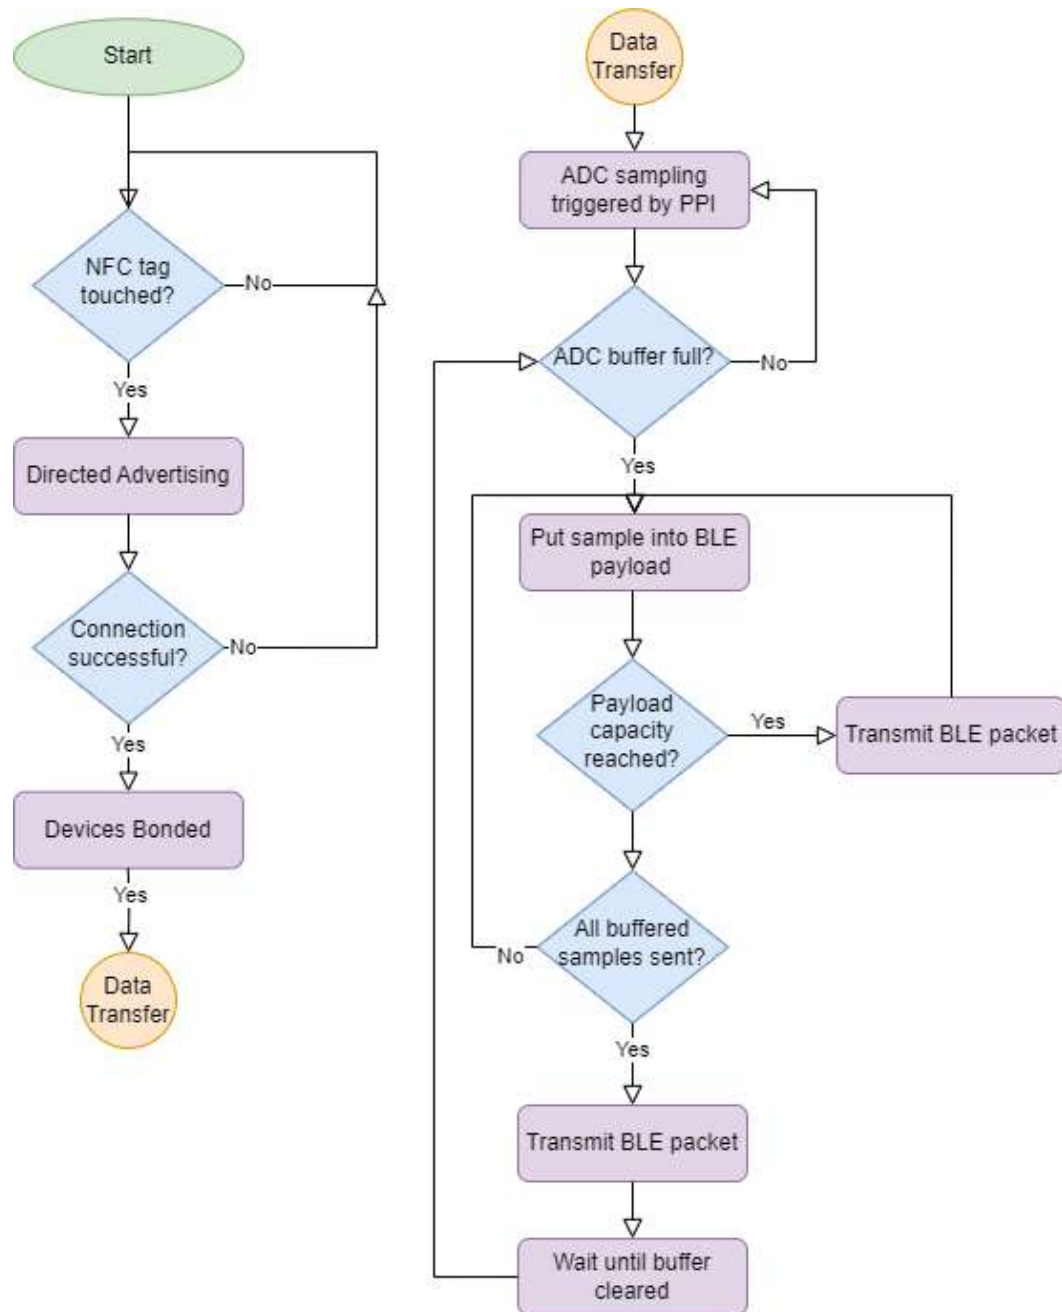 Start
NFC tag
touched?
No
Yes
Directed Advertising
Connection
successful?
No
Yes
Devices Bonded
Yes
Data
Transfer
Data
Transfer
ADC sampling
triggered by PPI
ADC buffer full?
No
Yes
Put sample into BLE
payload
Payload
capacity
reached?
Yes
Transmit BLE packet
All buffered
samples sent?
No
Yes
Transmit BLE packet
Wait until buffer
cleared